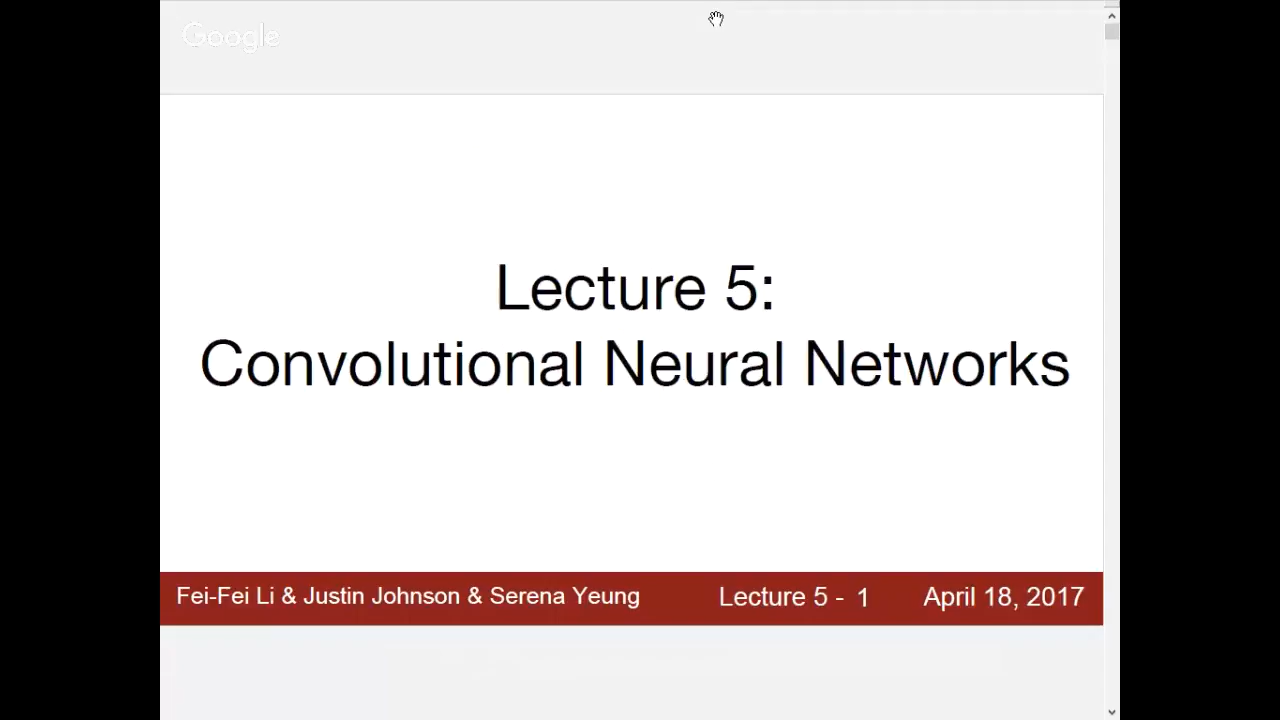 Google
Lecture 5:
Convolutional Neural Networks
Fei-Fei Li & Justin Johnson & Serena Yeung Lecture 5 - 1 April 18, 2017